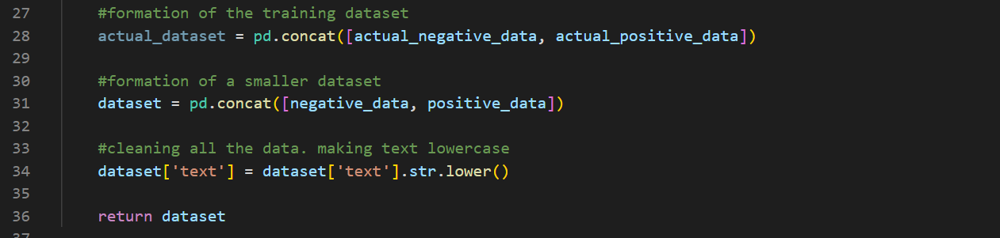 27 #formation of the training dataset
28 actual_dataset = pd.concat([actual_negative_data, actual_positive_data])
29
30 #formation of a smaller dataset
31 dataset = pd.concat([negative_data, positive_data])
32
33 #cleaning all the data. making text lowercase
34 dataset['text'] = dataset['text'].str.lower()
35
36 return dataset
37